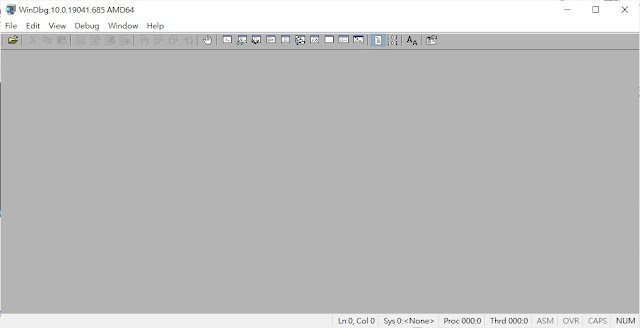 WinDbg:10.0.19041.685 AMD64
File Edit View Debug Window Help
Ln 0, Col 0 Sys 0:<None> Proc 000:0 Thrd 000:0 ASM OVR CAPS NUM